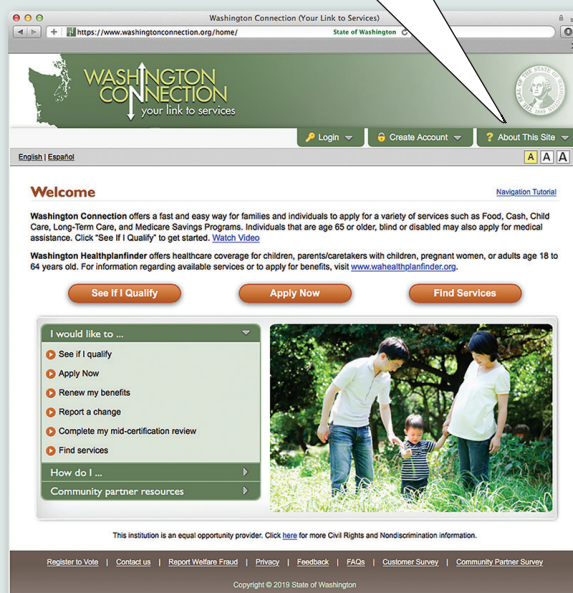 Washington Connection (Your Link to Services)
https://www.washingtonconnection.org/home/
State of Washington
WASHINGTON
CONNECTION
your link to services
Login
Create Account
? About This Site
English | Español
A A A
Welcome
Navigation Tutorial
Washington Connection offers a fast and easy way for families and individuals to apply for a variety of services such as Food, Cash, Child
Care, Long-Term Care, and Medicare Savings Programs. Individuals that are age 65 or older, blind or disabled may also apply for medical
assistance. Click "See If I Qualify" to get started. Watch Video
Washington Healthplanfinder offers healthcare coverage for children, parents/caretakers with children, pregnant women, or adults age 18 to
64 years old. For information regarding available services or to apply for benefits, visit www.wahealthplanfinder.org.
See If I Qualify
Apply Now
Find Services
I would like to ...
See if I qualify
Apply Now
Renew my benefits
Report a change
Complete my mid-certification review
Find services
How do I ...
Community partner resources
This institution is an equal opportunity provider. Click here for more Civil Rights and Nondiscrimination information.
Register to Vote | Contact us | Report Welfare Fraud | Privacy | Feedback | FAQs | Customer Survey | Community Partner Survey
Copyright © 2019 State of Washington